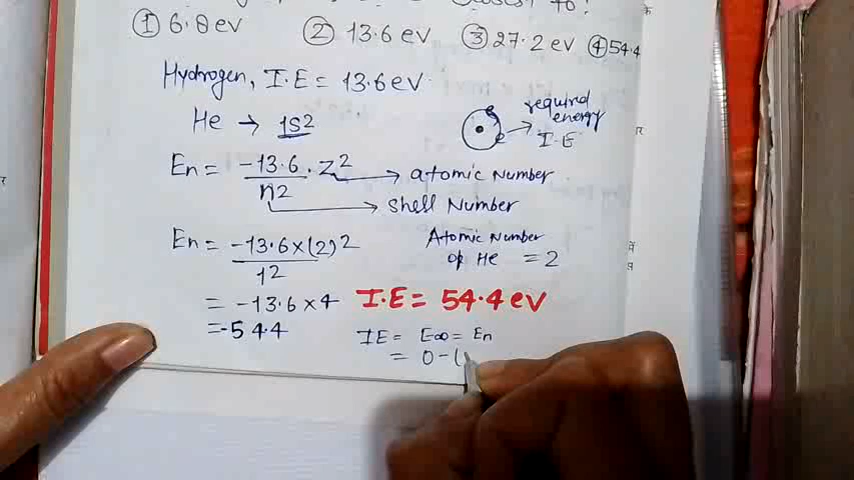 ① 6.8 eV ② 13.6 eV ③ 27.2 eV ④ 54.4
Hydrogen, I.E = 13.6 eV
He → 1S2
required
energy
I.E
En = -13.6 . Z2 → atomic Number
n2 → Shell Number
En = -13.6 x (2)2
12
Atomic Number
of He = 2
= -13.6 x 4
= -54.4
I.E = 54.4 eV
IE = E∞ = En
= 0 - (